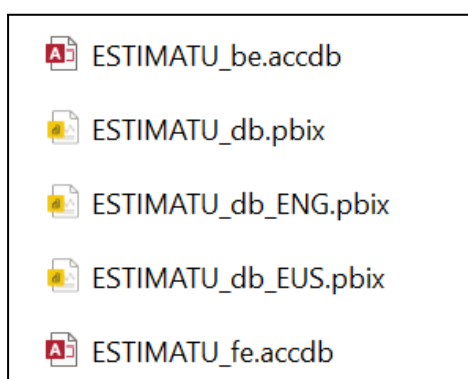 ESTIMATU_be.accdb
ESTIMATU_db.pbix
ESTIMATU_db_ENG.pbix
ESTIMATU_db_EUS.pbix
ESTIMATU_fe.accdb